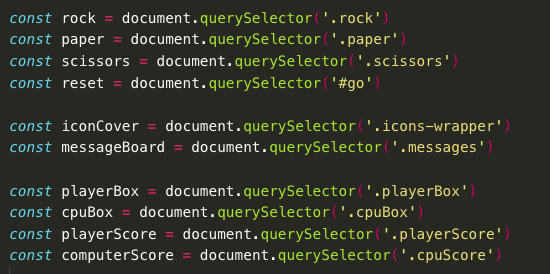 const rock = document.querySelector('.rock')
const paper = document.querySelector('.paper')
const scissors = document.querySelector('.scissors')
const reset = document.querySelector('#go')
const iconCover = document.querySelector('.icons-wrapper')
const messageBoard = document.querySelector('.messages')
const playerBox = document.querySelector('.playerBox')
const cpuBox = document.querySelector('.cpuBox')
const playerScore = document.querySelector('.playerScore')
const computerScore = document.querySelector('.cpuScore')